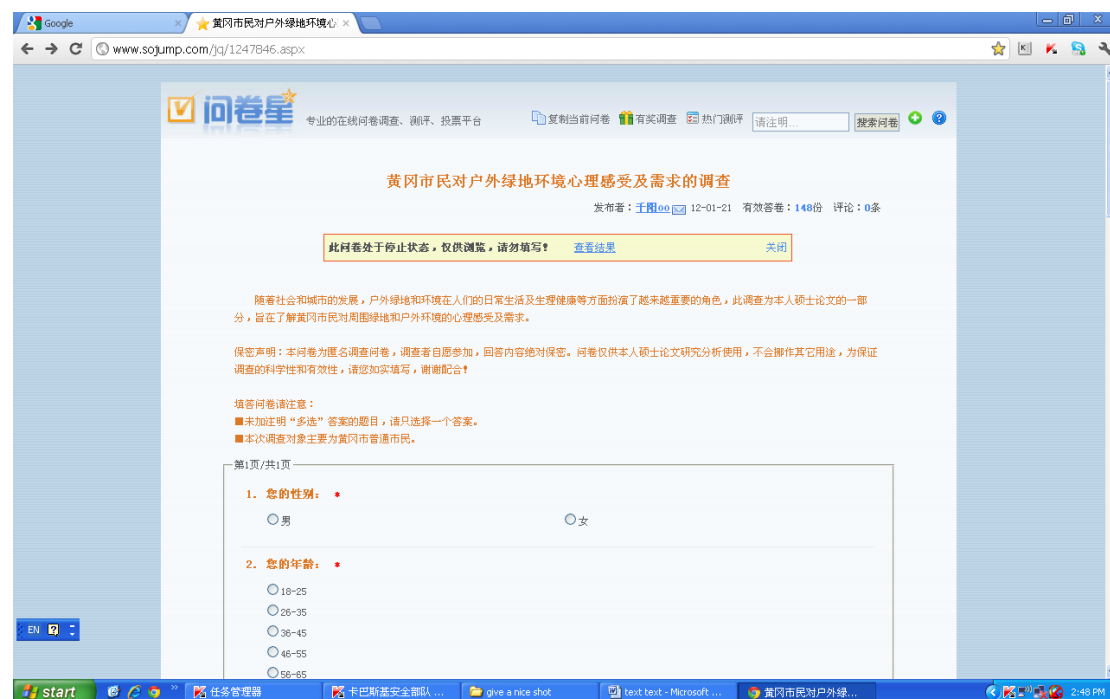 Google
黄冈市民对户外绿地环境心
www.sojump.com/jq/1247846.aspx
问卷星
专业的在线问卷调查、测评、投票平台
复制当前问卷 有奖调查 热门测评 请注明... 搜索问卷
黄冈市民对户外绿地环境心理感受及需求的调查
发布者：千阳oo 12-01-21 有效答卷：148份 评论：0条
此问卷处于停止状态，仅供浏览，请勿填写！ 查看结果 关闭
随着社会和城市的发展，户外绿地和环境在人们的日常生活及生理健康等方面扮演了越来越重要的角色，此调查为本人硕士论文的一部
分，旨在了解黄冈市民对周围绿地和户外环境的心理感受及需求。
保密声明：本问卷为匿名调查问卷，调查者自愿参加，回答内容绝对保密。问卷仅供本人硕士论文研究分析使用，不会挪作其它用途，为保证
调查的科学性和有效性，请您如实填写，谢谢配合！
填答问卷请注意：
■未加注明“多选”答案的题目，请只选择一个答案。
■本次调查对象主要为黄冈市普通市民。
第1页/共1页
1. 您的性别： *
男 女
2. 您的年龄： *
18-25
26-35
36-45
46-55
56-65
EN
start 任务管理器 卡巴斯基安全部队 ... give a nice shot text text - Microsoft ... 黄冈市民对户外绿... 2:48 PM